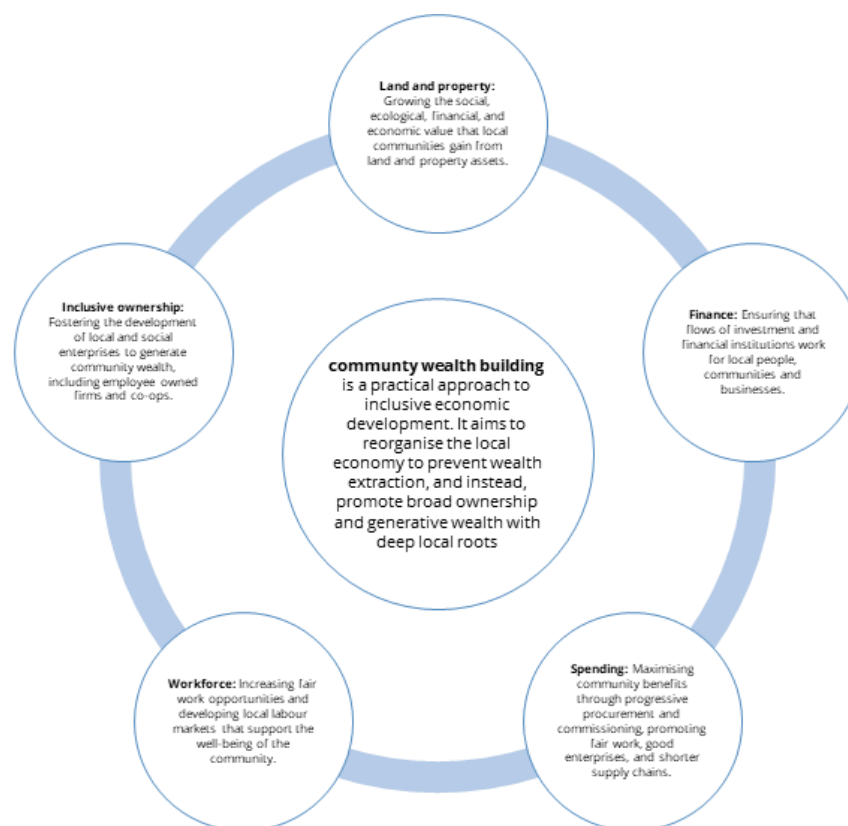 Land and property:
Growing the social,
ecological, financial, and
economic value that local
communities gain from
land and property assets.
Inclusive ownership:
Fostering the development
of local and social
enterprises to generate
community wealth,
including employee owned
firms and co-ops.
Finance: Ensuring that
flows of investment and
financial institutions work
for local people,
communities and
businesses.
communty wealth building
is a practical approach to
inclusive economic
development. It aims to
reorganise the local
economy to prevent wealth
extraction, and instead,
promote broad ownership
and generative wealth with
deep local roots
Workforce: Increasing fair
work opportunities and
developing local labour
markets that support the
well-being of the
community.
Spending: Maximising
community benefits
through progressive
procurement and
commissioning, promoting
fair work, good
enterprises, and shorter
supply chains.